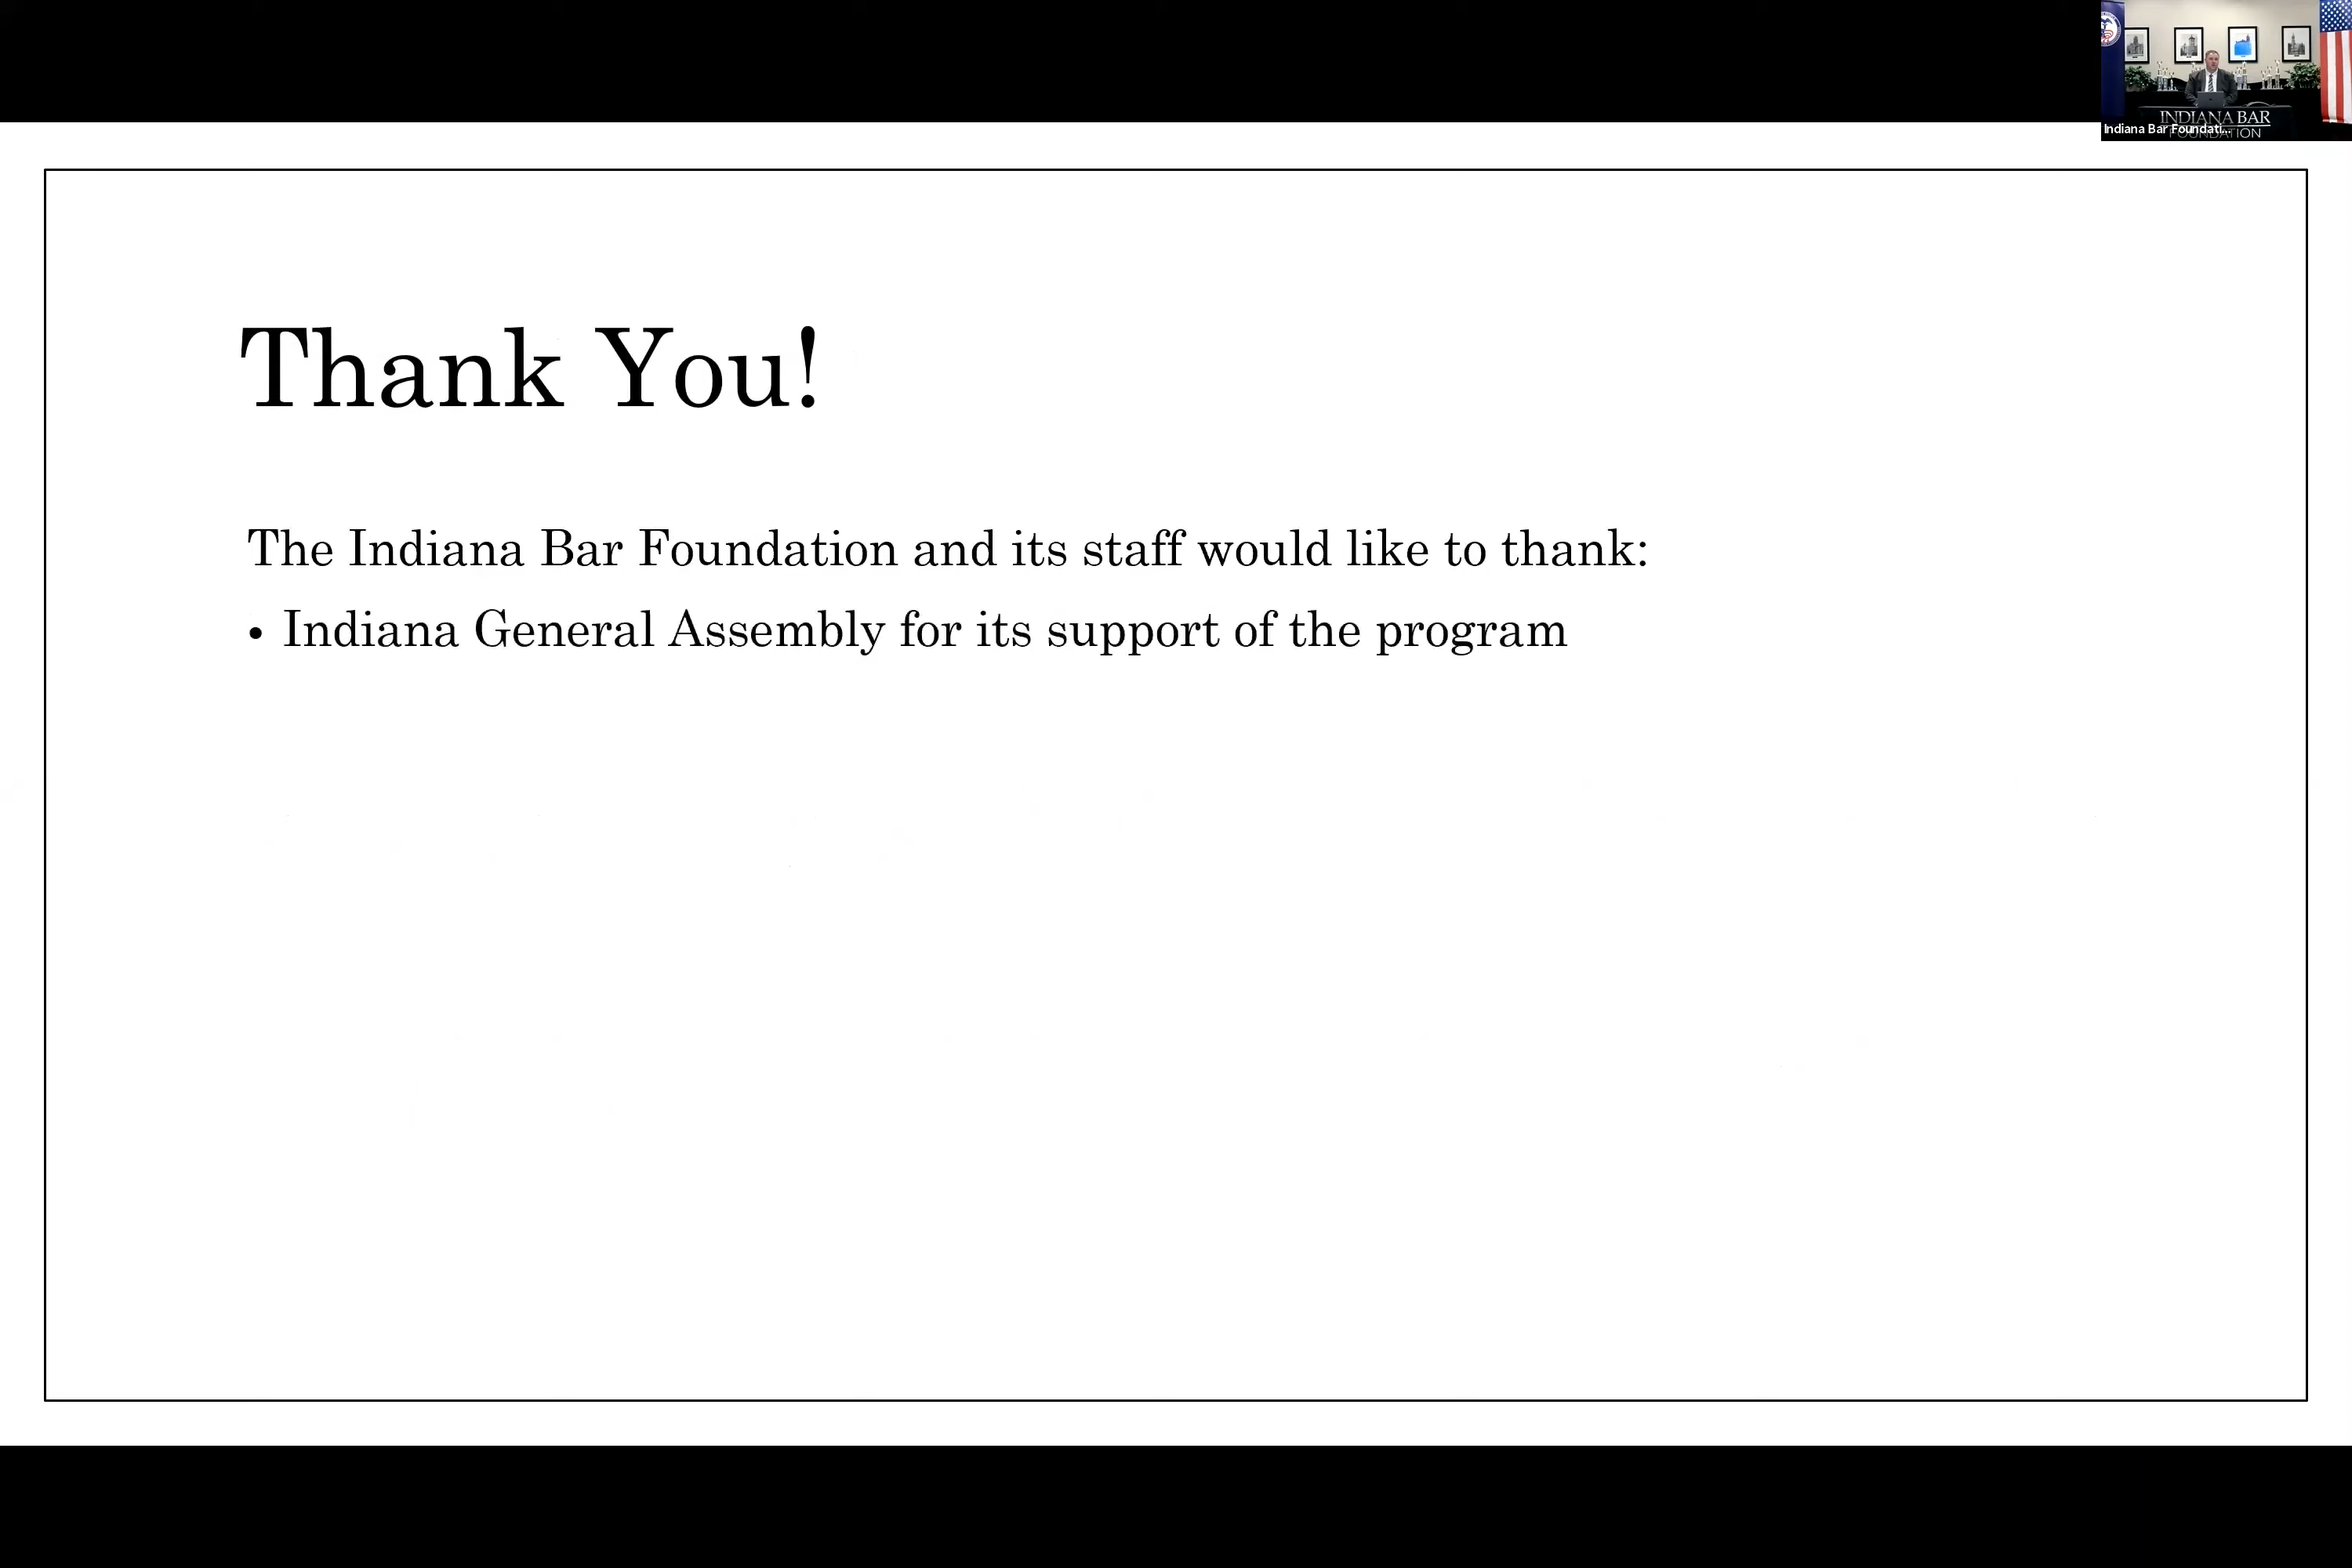 INDIANA BAR
FOUNDATION
Indiana Bar Foundati...
Thank You!
The Indiana Bar Foundation and its staff would like to thank:
• Indiana General Assembly for its support of the program